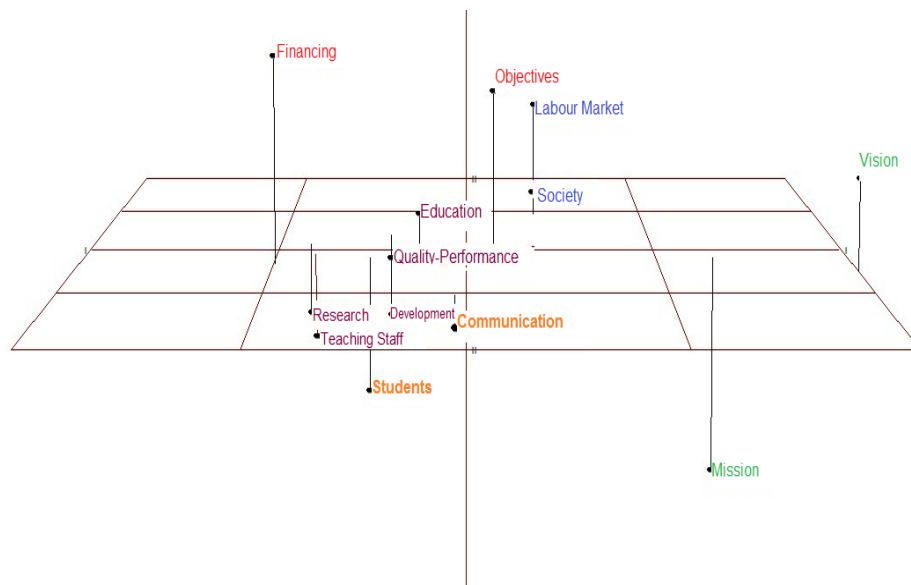 Financing
Objectives
Labour Market
Vision
Society
Education
Quality-Performance
Research
Development
Communication
Teaching Staff
Students
Mission